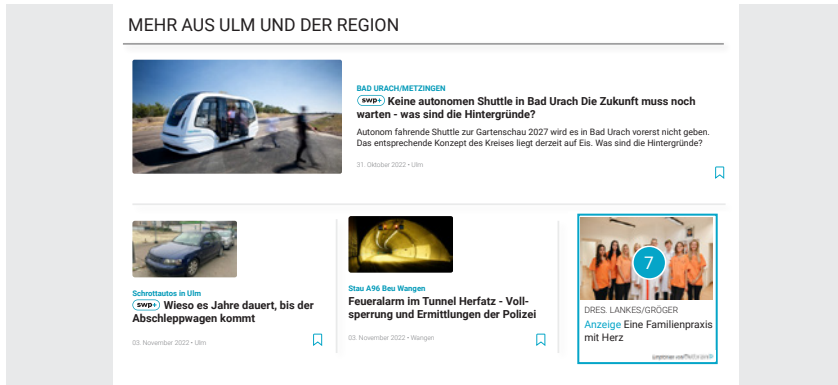 MEHR AUS ULM UND DER REGION
BAD URACH/METZINGEN
swp+ Keine autonomen Shuttle in Bad Urach Die Zukunft muss noch
warten - was sind die Hintergründe?
Autonom fahrende Shuttle zur Gartenschau 2027 wird es in Bad Urach vorerst nicht geben.
Das entsprechende Konzept des Kreises liegt derzeit auf Eis. Was sind die Hintergründe?
31. Oktober 2022 • Ulm
Schrottautos in Ulm
swp+ Wieso es Jahre dauert, bis der
Abschleppwagen kommt
03. November 2022 • Ulm
Stau A96 Beu Wangen
Feueralarm im Tunnel Herfatz - Voll-
sperrung und Ermittlungen der Polizei
03. November 2022 • Wangen
7
DRES. LANKES/GRÖGER
Anzeige Eine Familienpraxis
mit Herz